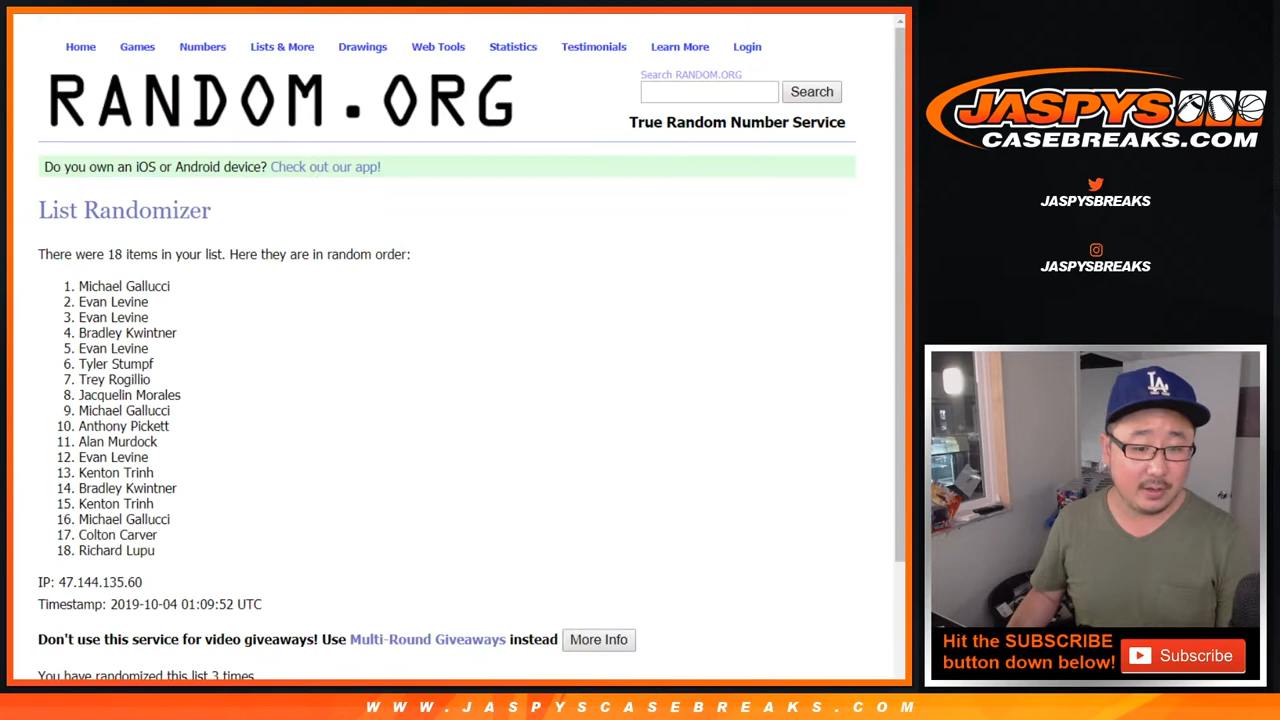 Home Games Numbers Lists & More Drawings Web Tools Statistics Testimonials Learn More Login
RANDOM.ORG
Search RANDOM.ORG
Search
True Random Number Service
Do you own an iOS or Android device? Check out our app!
List Randomizer
There were 18 items in your list. Here they are in random order:
1. Michael Gallucci
2. Evan Levine
3. Evan Levine
4. Bradley Kwintner
5. Evan Levine
6. Tyler Stumpf
7. Trey Rogillio
8. Jacquelin Morales
9. Michael Gallucci
10. Anthony Pickett
11. Alan Murdock
12. Evan Levine
13. Kenton Trinh
14. Bradley Kwintner
15. Kenton Trinh
16. Michael Gallucci
17. Colton Carver
18. Richard Lupu
IP: 47.144.135.60
Timestamp: 2019-10-04 01:09:52 UTC
Don't use this service for video giveaways! Use Multi-Round Giveaways instead More Info
You have randomized this list 3 times
JASPYS
CASEBREAKS.COM
JASPYSBREAKS
JASPYSBREAKS
LA
Hit the SUBSCRIBE
button down below!
Subscribe
WWW.JASPYSCASEBREAKS.COM